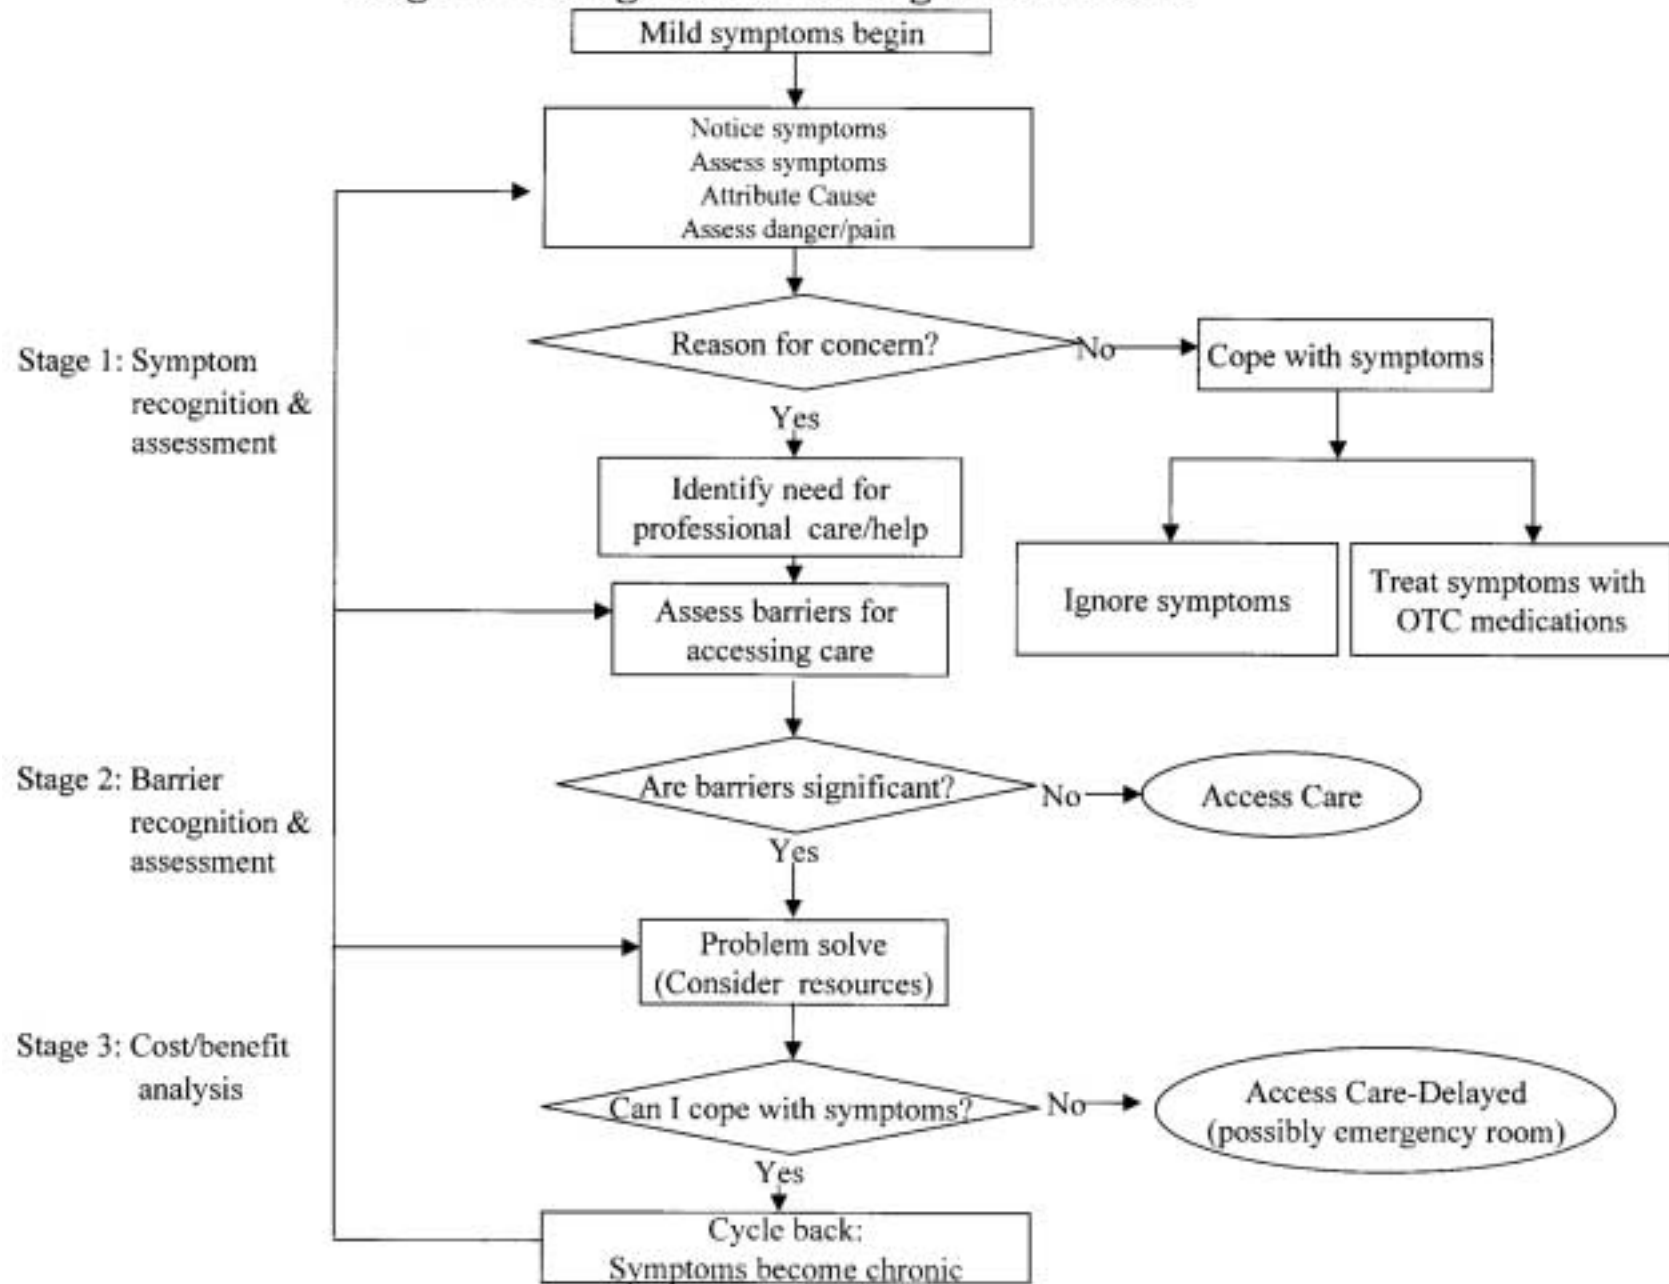 Mild symptoms begin
Notice symptoms
Assess symptoms
Attribute Cause
Assess danger/pain
Reason for concern?
No
Cope with symptoms
Stage 1: Symptom
recognition &
assessment
Yes
Identify need for
professional care/help
Ignore symptoms
Treat symptoms with
OTC medications
Assess barriers for
accessing care
Stage 2: Barrier
recognition &
assessment
Are barriers significant?
No
Access Care
Yes
Problem solve
(Consider resources)
Stage 3: Cost/benefit
analysis
Can I cope with symptoms?
No
Access Care-Delayed
(possibly emergency room)
Yes
Cycle back:
Symptoms become chronic